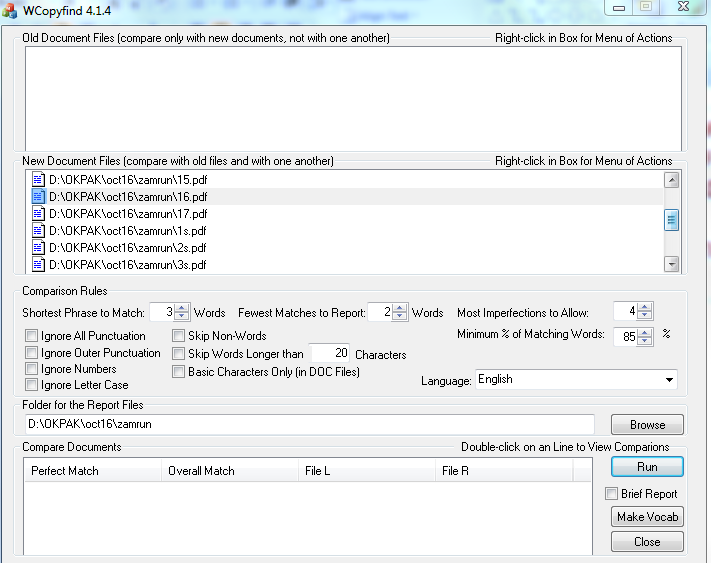 WCopyfind 4.1.4
Old Document Files (compare only with new documents, not with one another) Right-click in Box for Menu of Actions
New Document Files (compare with old files and with one another) Right-click in Box for Menu of Actions
D:\OKPAK\oct16\zamrun\15.pdf
D:\OKPAK\oct16\zamrun\16.pdf
D:\OKPAK\oct16\zamrun\17.pdf
D:\OKPAK\oct16\zamrun\1s.pdf
D:\OKPAK\oct16\zamrun\2s.pdf
D:\OKPAK\oct16\zamrun\3s.pdf
Comparison Rules
Shortest Phrase to Match: 3 Words Fewest Matches to Report: 2 Words Most Imperfections to Allow: 4
Minimum % of Matching Words: 85 %
Ignore All Punctuation Skip Non-Words
Ignore Outer Punctuation Skip Words Longer than 20 Characters
Ignore Numbers Basic Characters Only (in DOC Files)
Ignore Letter Case Language: English
Folder for the Report Files
D:\OKPAK\oct16\zamrun Browse
Compare Documents Double-click on an Line to View Comparions
Perfect Match Overall Match File L File R Run
Brief Report
Make Vocab
Close